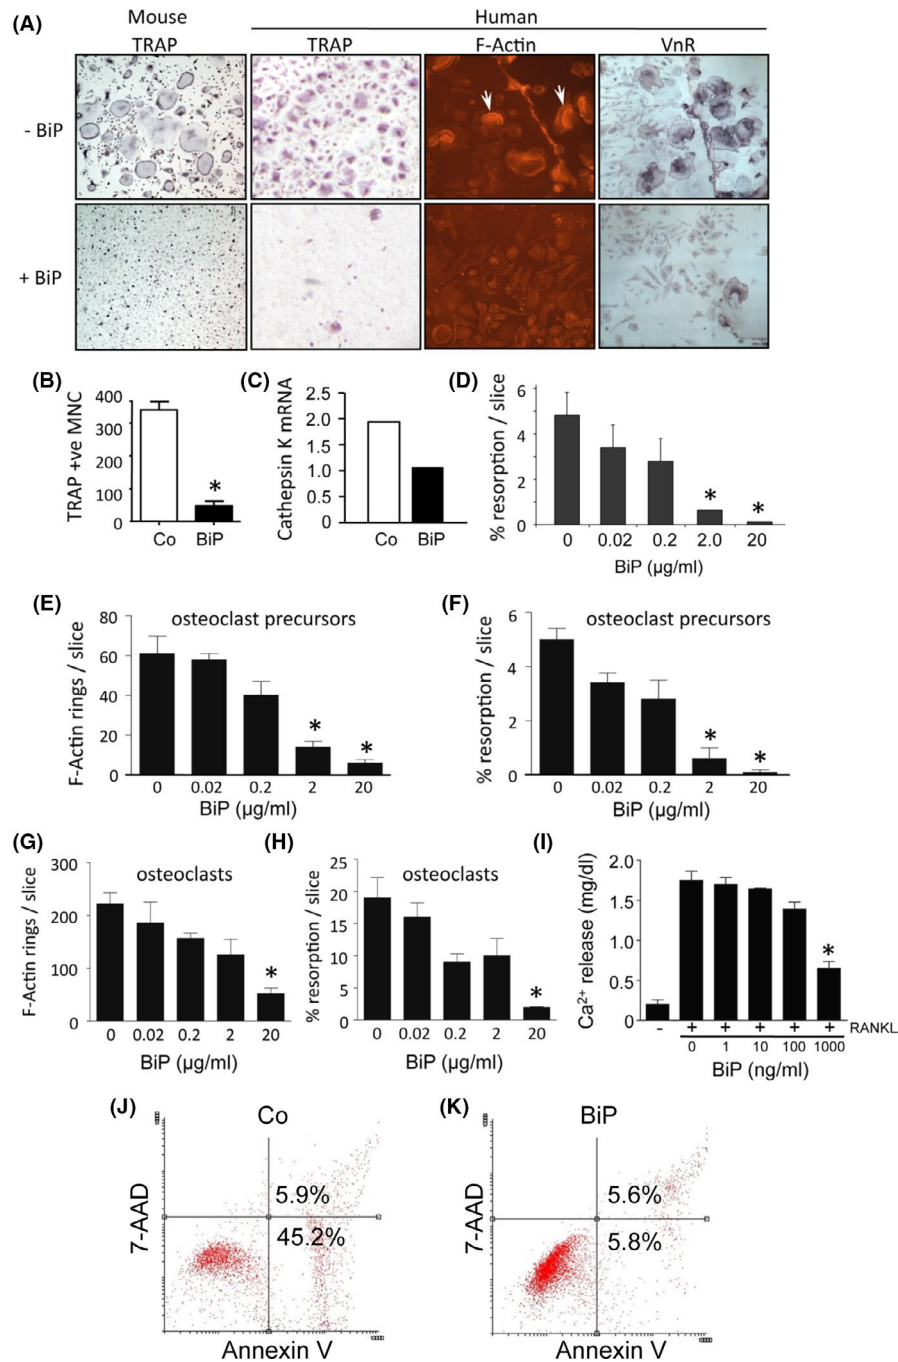 (A) Mouse Human
TRAP TRAP F-Actin VnR
- BiP
+ BiP
(B) (C) (D)
TRAP +ve MNC
400
300
200
100
0
*
Co BiP
Cathepsin K mRNA
2.5
2.0
1.5
1.0
0.5
0
Co BiP
% resorption / slice
6
4
2
0
* *
0 0.02 0.2 2.0 20
BiP (µg/ml)
(E) (F)
osteoclast precursors
F-Actin rings / slice
80
60
40
20
0
* *
0 0.02 0.2 2 20
BiP (µg/ml)
osteoclast precursors
% resorption / slice
6
4
2
0
* *
0 0.02 0.2 2 20
BiP (µg/ml)
(G) (H) (I)
osteoclasts
F-Actin rings / slice
300
200
100
0
*
0 0.02 0.2 2 20
BiP (µg/ml)
osteoclasts
% resorption / slice
25
20
15
10
5
0
*
0 0.02 0.2 2 20
BiP (µg/ml)
Ca²⁺ release (mg/dl)
2.0
1.5
1.0
0.5
0
*
- + + + + + RANKL
0 1 10 100 1000
BiP (ng/ml)
(J) Co
7-AAD
5.9%
45.2%
Annexin V
(K) BiP
7-AAD
5.6%
5.8%
Annexin V